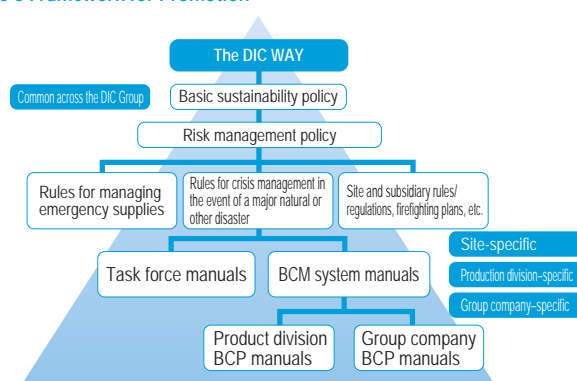 The DIC WAY
Common across the DIC Group
Basic sustainability policy
Risk management policy
Rules for managing
emergency supplies
Rules for crisis management in
the event of a major natural or
other disaster
Site and subsidiary rules/
regulations, firefighting plans, etc.
Site-specific
Task force manuals
BCM system manuals
Production division–specific
Group company–specific
Product division
BCP manuals
Group company
BCP manuals